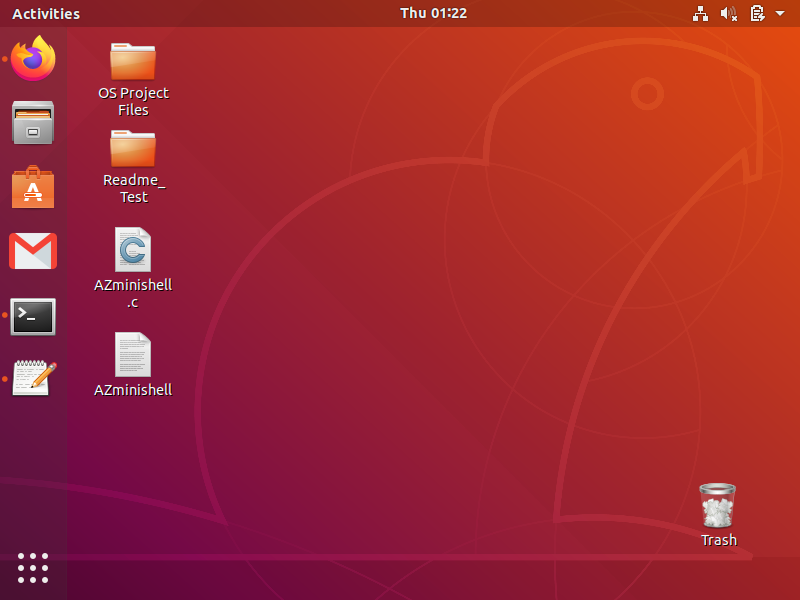 Activities
Thu 01:22
OS Project
Files
Readme_
Test
AZminishell
.c
AZminishell
Trash